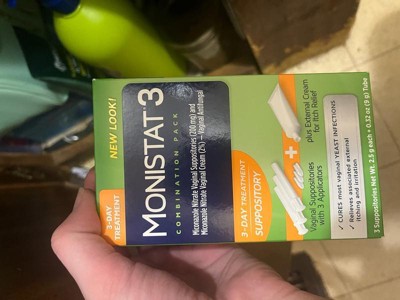 NEW LOOK!
3-DAY
TREATMENT
MONISTAT 3
COMBINATION PACK
Miconazole Nitrate Vaginal Suppositories (200 mg) and
Miconazole Nitrate Vaginal Cream (2%) – Vaginal Antifungal
3-DAY TREATMENT
SUPPOSITORY
+
Vaginal Suppositories
with 3 Applicators
plus External Cream
for Itch Relief
✓ CURES most vaginal YEAST INFECTIONS
✓ Relieves associated external
itching and irritation
3 Suppositories Net Wt. 2.5 g each + 0.32 oz (9 g) Tube